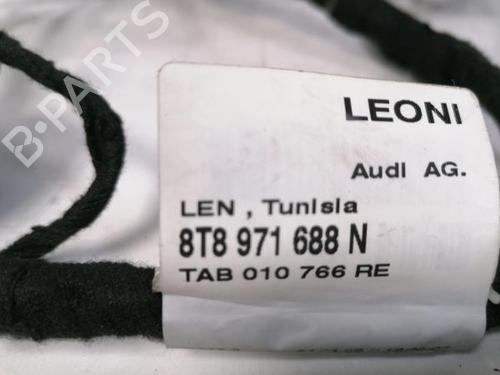 B-PARTS
LEONI
Audi AG.
LEN , Tunisia
8T8 971 688 N
TAB 010 766 RE